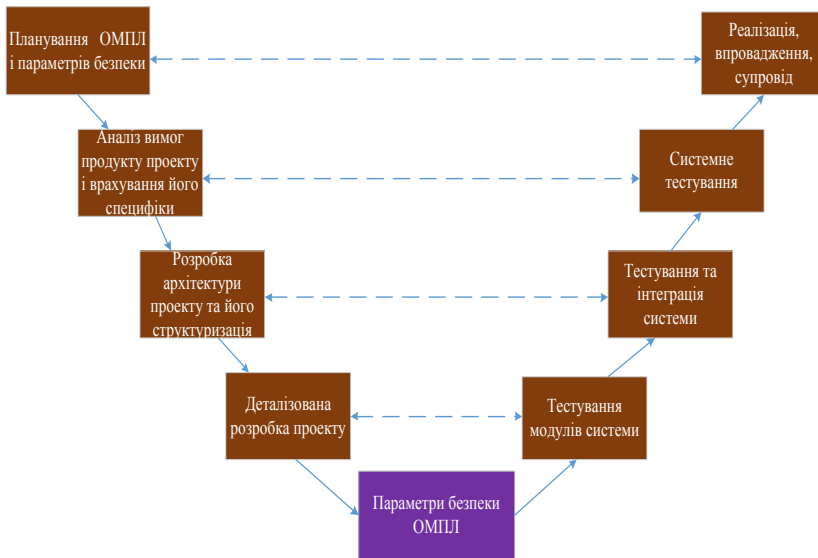 Планування ОМПЛ
і параметрів безпеки
Реалізація,
впровадження,
супровід
Аналіз вимог
продукту проекту
і врахування його
специфіки
Системне
тестування
Розробка
архітектури
проекту та його
структуризація
Тестування та
інтеграція
системи
Деталізована
розробка проекту
Тестування
модулів системи
Параметри безпеки
ОМПЛ